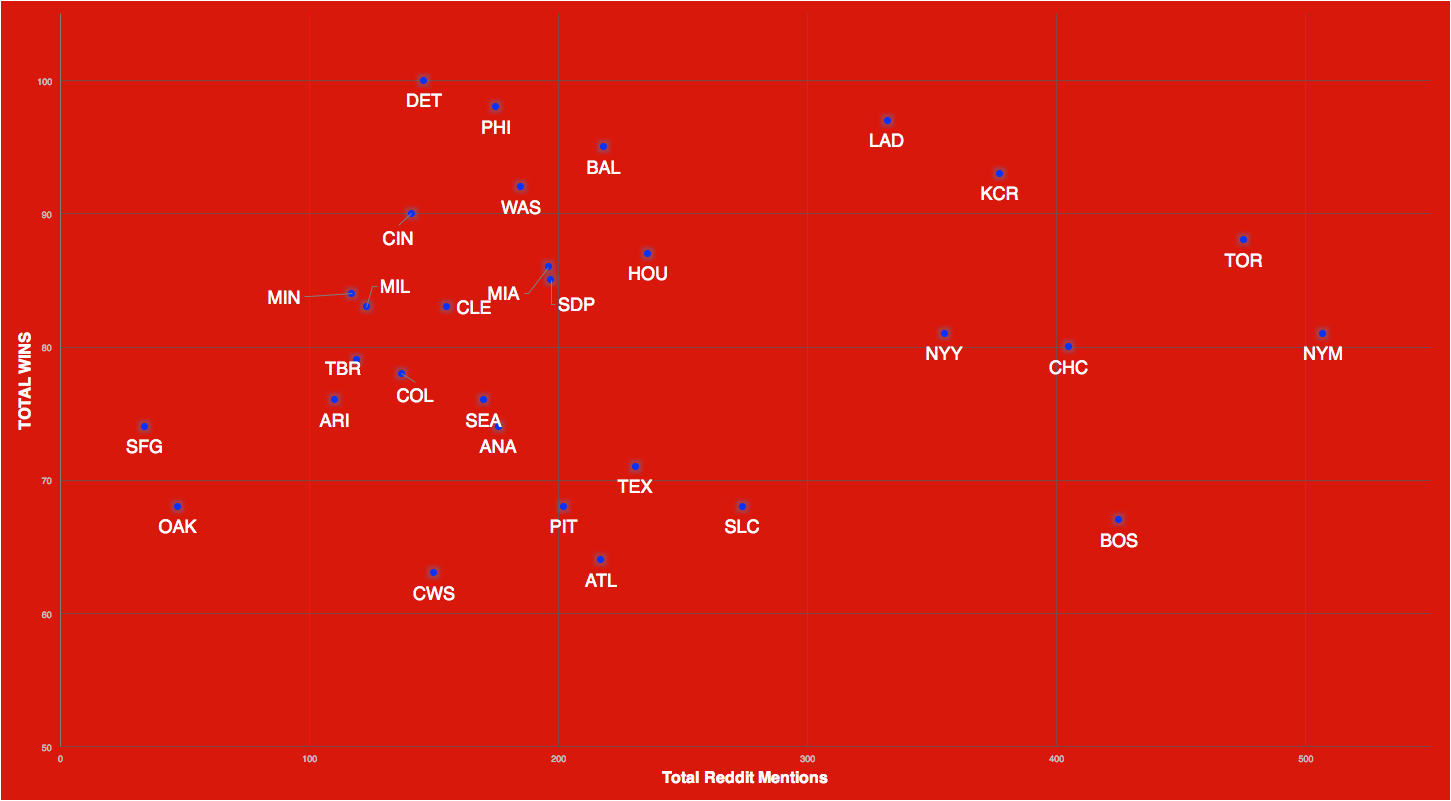 100
DET
PHI
LAD
BAL
KCR
WAS
90
CIN
TOR
HOU
MIL
MIN
MIA
CLE
SDP
TOTAL WINS
80
NYY
CHC
NYM
TBR
COL
ARI
SEA
SFG
ANA
70
TEX
OAK
PIT
SLC
BOS
ATL
CWS
60
50
0
100
200
300
400
500
Total Reddit Mentions